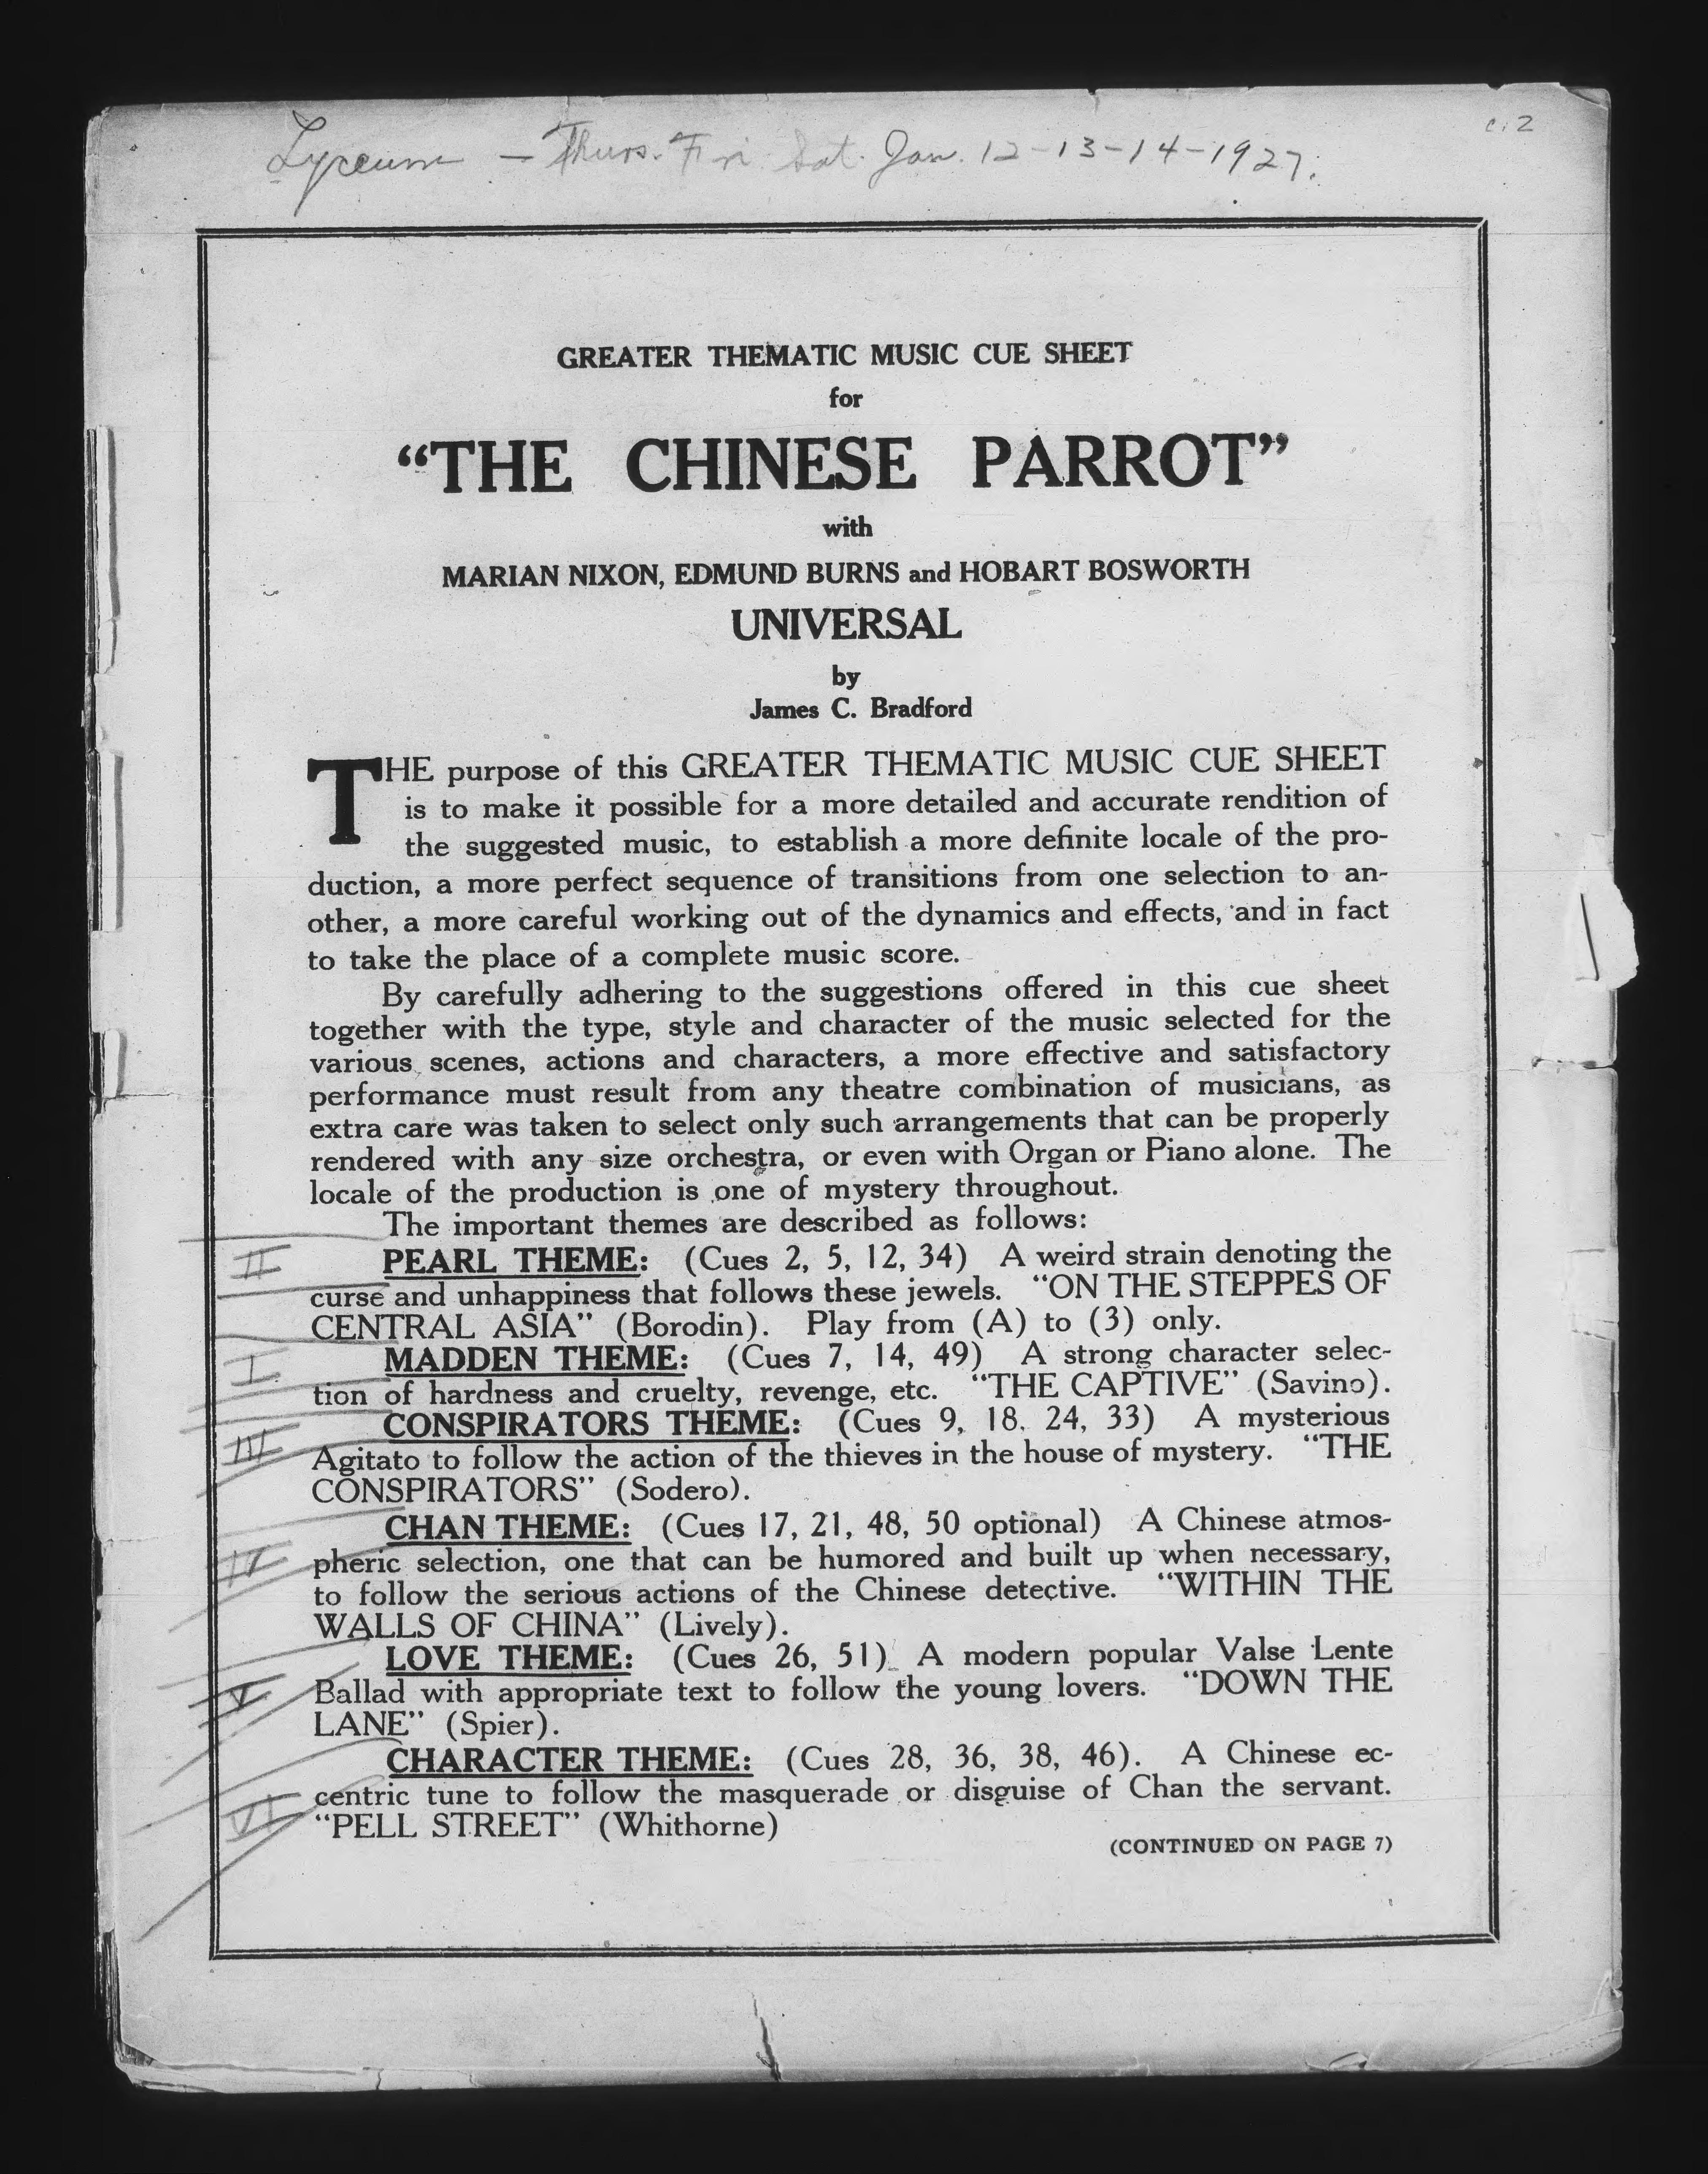 c. 2
Lyceum — Thurs. Fri. Sat. Jan. 12-13-14-1927.
GREATER THEMATIC MUSIC CUE SHEET
for
“THE CHINESE PARROT”
with
MARIAN NIXON, EDMUND BURNS and HOBART BOSWORTH
UNIVERSAL
by
James C. Bradford
THE purpose of this GREATER THEMATIC MUSIC CUE SHEET
is to make it possible for a more detailed and accurate rendition of
the suggested music, to establish a more definite locale of the pro-
duction, a more perfect sequence of transitions from one selection to an-
other, a more careful working out of the dynamics and effects, and in fact
to take the place of a complete music score.
By carefully adhering to the suggestions offered in this cue sheet
together with the type, style and character of the music selected for the
various scenes, actions and characters, a more effective and satisfactory
performance must result from any theatre combination of musicians, as
extra care was taken to select only such arrangements that can be properly
rendered with any size orchestra, or even with Organ or Piano alone. The
locale of the production is one of mystery throughout.
The important themes are described as follows:
II PEARL THEME: (Cues 2, 5, 12, 34) A weird strain denoting the
curse and unhappiness that follows these jewels. “ON THE STEPPES OF
CENTRAL ASIA” (Borodin). Play from (A) to (3) only.
I. MADDEN THEME: (Cues 7, 14, 49) A strong character selec-
tion of hardness and cruelty, revenge, etc. “THE CAPTIVE” (Savino).
III CONSPIRATORS THEME: (Cues 9, 18, 24, 33) A mysterious
Agitato to follow the action of the thieves in the house of mystery. “THE
CONSPIRATORS” (Sodero).
IV CHAN THEME: (Cues 17, 21, 48, 50 optional) A Chinese atmos-
pheric selection, one that can be humored and built up when necessary,
to follow the serious actions of the Chinese detective. “WITHIN THE
WALLS OF CHINA” (Lively).
V LOVE THEME: (Cues 26, 51) A modern popular Valse Lente
Ballad with appropriate text to follow the young lovers. “DOWN THE
LANE” (Spier).
VI CHARACTER THEME: (Cues 28, 36, 38, 46). A Chinese ec-
centric tune to follow the masquerade or disguise of Chan the servant.
“PELL STREET” (Whithorne)
(CONTINUED ON PAGE 7)